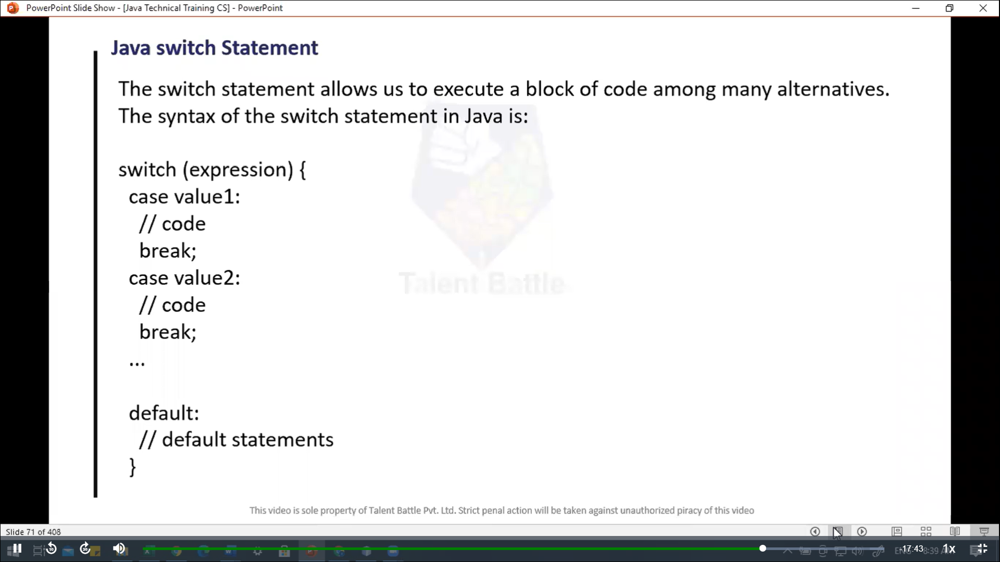 PowerPoint Slide Show - [Java Technical Training CS] - PowerPoint
Java switch Statement
The switch statement allows us to execute a block of code among many alternatives.
The syntax of the switch statement in Java is:
switch (expression) {
case value1:
// code
break;
case value2:
// code
break;
...
default:
// default statements
}
Talent Battle
This video is sole property of Talent Battle Pvt. Ltd. Strict penal action will be taken against unauthorized piracy of this video
Slide 71 of 408
10
30
-17:43
1x